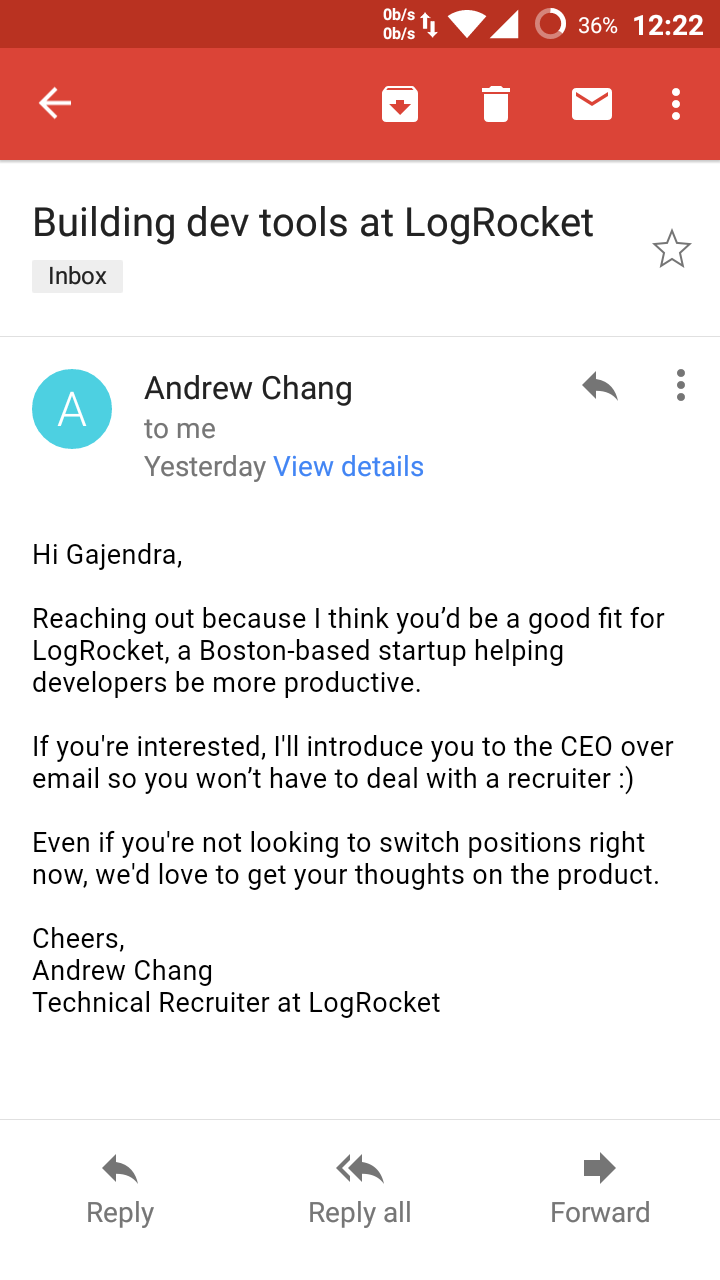 0b/s
0b/s
36% 12:22
Building dev tools at LogRocket
Inbox
A
Andrew Chang
to me
Yesterday View details
Hi Gajendra,
Reaching out because I think you’d be a good fit for
LogRocket, a Boston-based startup helping
developers be more productive.
If you're interested, I'll introduce you to the CEO over
email so you won’t have to deal with a recruiter :)
Even if you're not looking to switch positions right
now, we'd love to get your thoughts on the product.
Cheers,
Andrew Chang
Technical Recruiter at LogRocket
Reply Reply all Forward